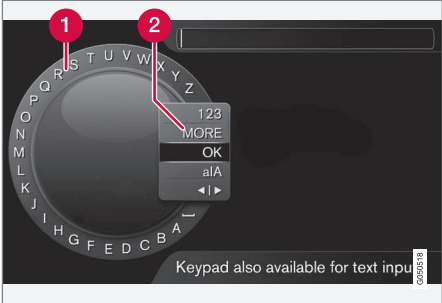 1
2
A B C D E F G H I J K L M N O P Q R S T U V W X Y Z
123
MORE
OK
a|A
◄|►
Keypad also available for text inpu
G050518